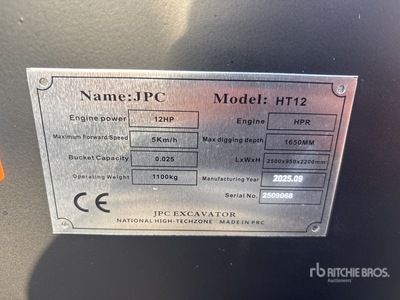 Name:JPC Model: HT12
Engine power 12HP Engine HPR
Maximum Forward Speed 5Km/h Max digging depth 1650MM
Bucket Capacity 0.025 LxWxH 2500x950x2200mm
Operating Weight 1100kg Manufacturing Year 2025.09
Serial No. 2509068
CE
JPC EXCAVATOR
NATIONAL HIGH-TECHZONE MADE IN PRC
rb RITCHIE BROS.
Auctioneers